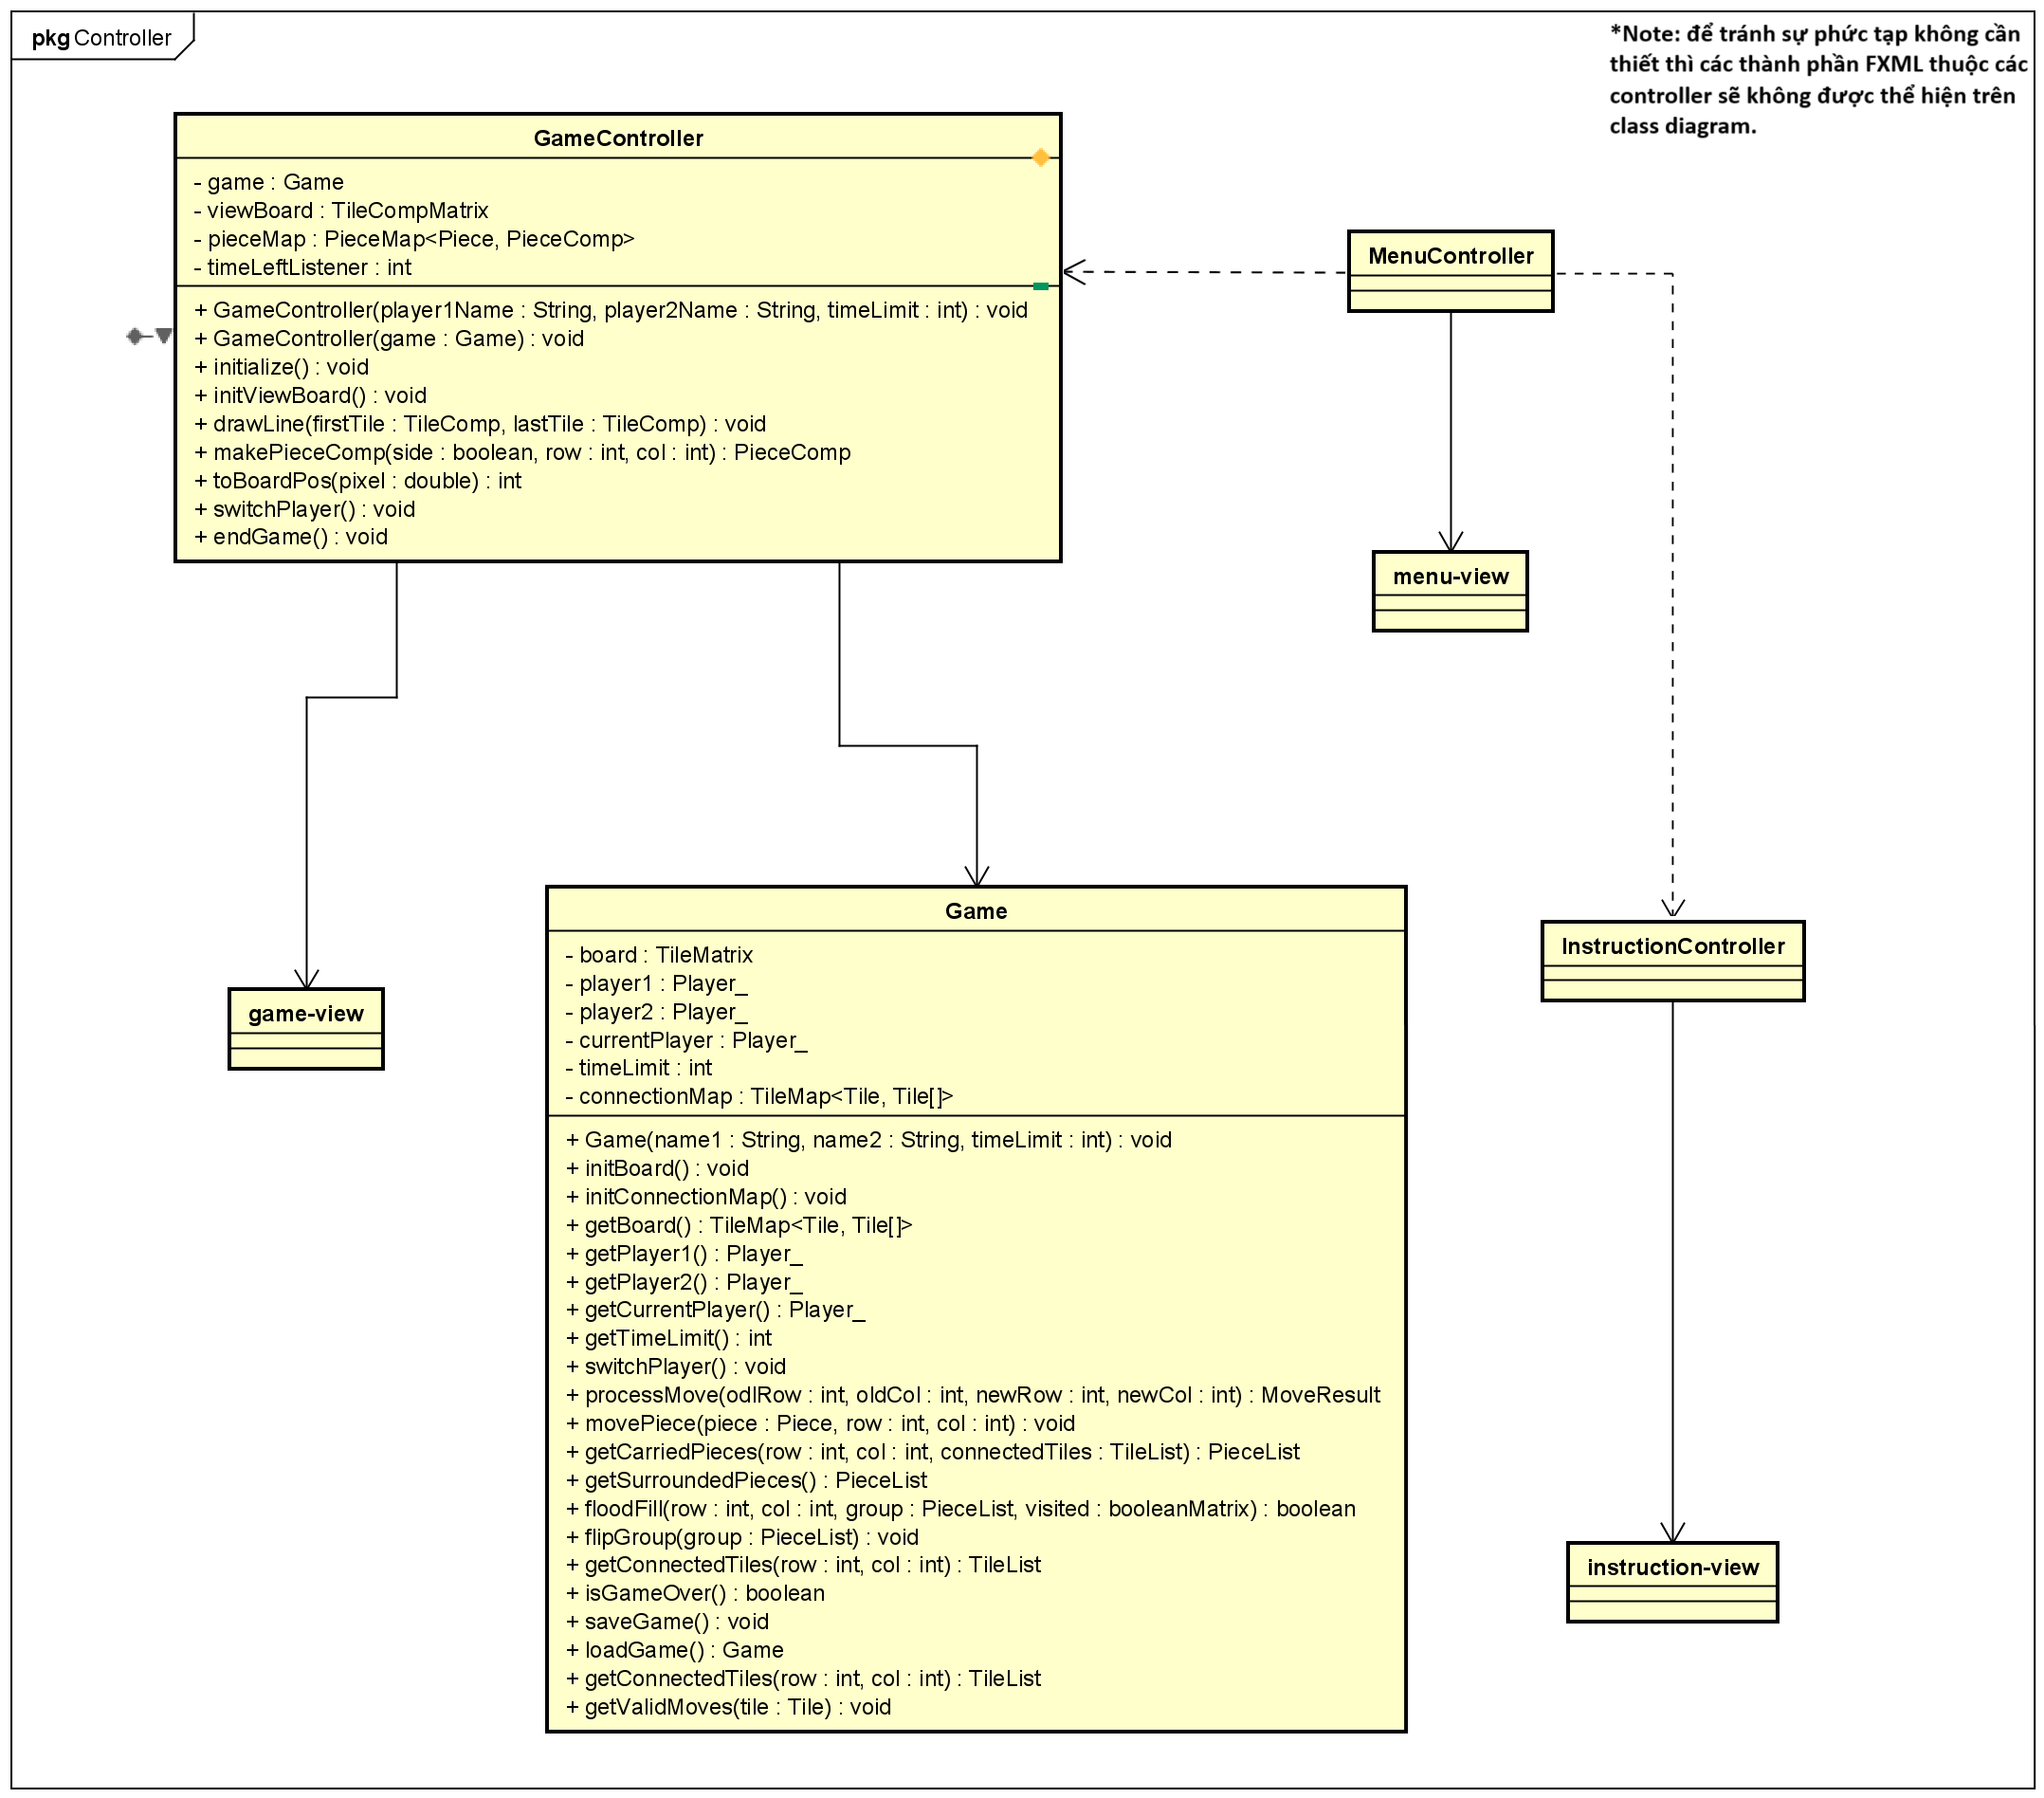 pkg Controller
*Note: để tránh sự phức tạp không cần
thiết thì các thành phần FXML thuộc các
controller sẽ không được thể hiện trên
class diagram.
GameController
- game : Game
- viewBoard : TileCompMatrix
- pieceMap : PieceMap<Piece, PieceComp>
- timeLeftListener : int
+ GameController(player1Name : String, player2Name : String, timeLimit : int) : void
+ GameController(game : Game) : void
+ initialize() : void
+ initViewBoard() : void
+ drawLine(firstTile : TileComp, lastTile : TileComp) : void
+ makePieceComp(side : boolean, row : int, col : int) : PieceComp
+ toBoardPos(pixel : double) : int
+ switchPlayer() : void
+ endGame() : void
MenuController
menu-view
game-view
Game
- board : TileMatrix
- player1 : Player_
- player2 : Player_
- currentPlayer : Player_
- timeLimit : int
- connectionMap : TileMap<Tile, Tile[]>
+ Game(name1 : String, name2 : String, timeLimit : int) : void
+ initBoard() : void
+ initConnectionMap() : void
+ getBoard() : TileMap<Tile, Tile[]>
+ getPlayer1() : Player_
+ getPlayer2() : Player_
+ getCurrentPlayer() : Player_
+ getTimeLimit() : int
+ switchPlayer() : void
+ processMove(odlRow : int, oldCol : int, newRow : int, newCol : int) : MoveResult
+ movePiece(piece : Piece, row : int, col : int) : void
+ getCarriedPieces(row : int, col : int, connectedTiles : TileList) : PieceList
+ getSurroundedPieces() : PieceList
+ floodFill(row : int, col : int, group : PieceList, visited : booleanMatrix) : boolean
+ flipGroup(group : PieceList) : void
+ getConnectedTiles(row : int, col : int) : TileList
+ isGameOver() : boolean
+ saveGame() : void
+ loadGame() : Game
+ getConnectedTiles(row : int, col : int) : TileList
+ getValidMoves(tile : Tile) : void
InstructionController
instruction-view